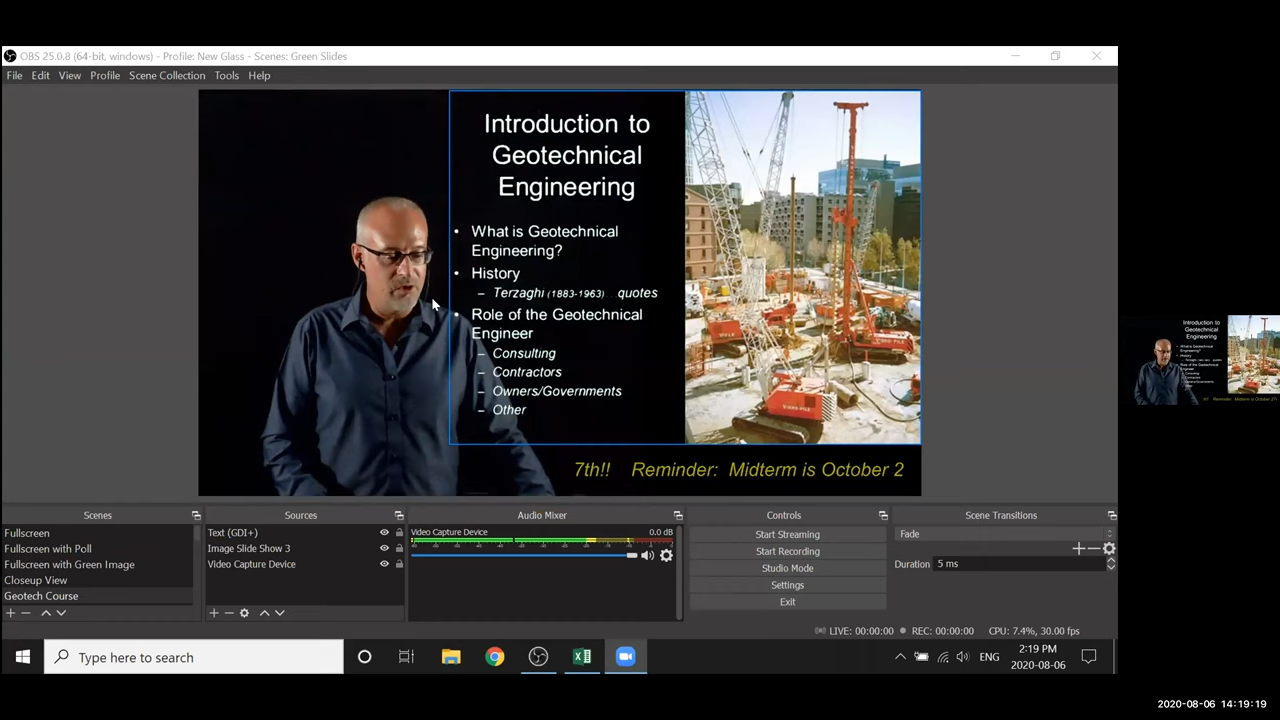 OBS 25.0.8 (64-bit, windows) - Profile: New Glass - Scenes: Green Slides
File Edit View Profile Scene Collection Tools Help
Introduction to
Geotechnical
Engineering
• What is Geotechnical
Engineering?
• History
– Terzaghi (1883-1963)...quotes
• Role of the Geotechnical
Engineer
– Consulting
Contractors
– Owners/Governments
– Other
7th!! Reminder: Midterm is October 2
Scenes
Fullscreen
Fullscreen with Poll
Fullscreen with Green Image
Closeup View
Geotech Course
Sources
Text (GDI+)
Image Slide Show 3
Video Capture Device
Audio Mixer
Video Capture Device 0.0 dB
Controls
Start Streaming
Start Recording
Studio Mode
Settings
Exit
Scene Transitions
Fade
Duration 5 ms
LIVE: 00:00:00 REC: 00:00:00 CPU: 7.4%, 30.00 fps
Type here to search
ENG
2:19 PM
2020-08-06
Introduction to
Geotechnical
Engineering
2020-08-06 14:19:19